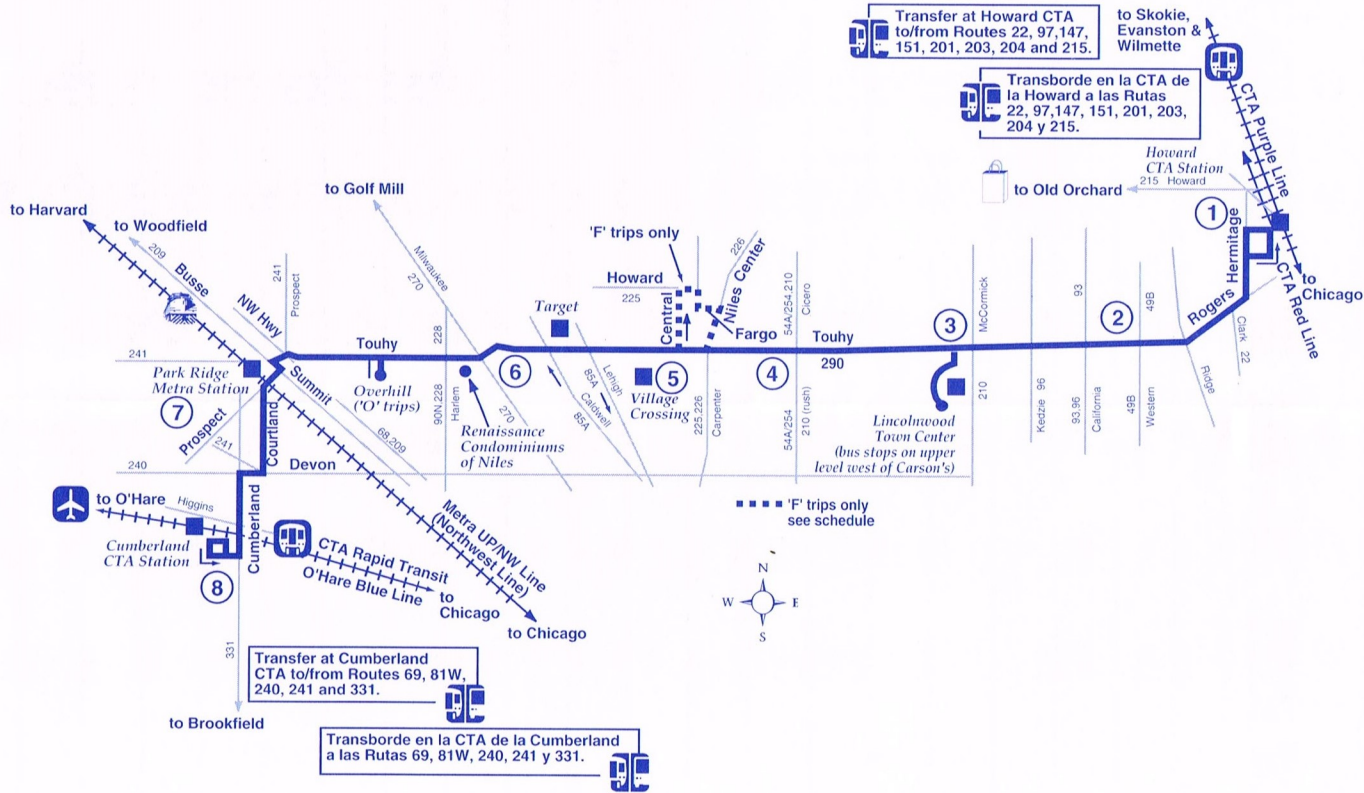 Transfer at Howard CTA
to/from Routes 22, 97,147,
151, 201, 203, 204 and 215.
to Skokie,
Evanston &
Wilmette
Transborde en la CTA de
la Howard a las Rutas
22, 97,147, 151, 201, 203,
204 y 215.
CTA Purple Line
Howard
CTA Station
215 Howard
to Old Orchard
1
Hermitage
to
Chicago
CTA Red Line
Rogers
Clark 22
Ridge
to Golf Mill
to Harvard
to Woodfield
209
Busse
NW Hwy
241
Prospect
Milwaukee
270
'F' trips only
Howard
225
Central
226
Niles Center
Fargo
54A/254.210
Cicero
McCormick
93
49B
2
3
Target
228
Touhy
Touhy
290
241
Park Ridge
Metra Station
Summit
Overhill
('O' trips)
6
85A
Lehigh
Caldwell
85A
5
Village
Crossing
4
7
Prospect
241
Courtland
68,209
90N,228
Harlem
270
Renaissance
Condominiums
of Niles
225,226
Carpenter
54A/254
210 (rush)
Lincolnwood
Town Center
(bus stops on upper
level west of Carson's)
210
Kedzie 96
93,96
California
49B
Western
240
Devon
to O'Hare
Higgins
Cumberland
CTA Station
8
Cumberland
CTA Rapid Transit
O'Hare Blue Line
to
Chicago
Metra UP/NW Line
(Northwest Line)
to Chicago
'F' trips only
see schedule
N
W
E
S
331
Transfer at Cumberland
CTA to/from Routes 69, 81W,
240, 241 and 331.
to Brookfield
Transborde en la CTA de la Cumberland
a las Rutas 69, 81W, 240, 241 y 331.